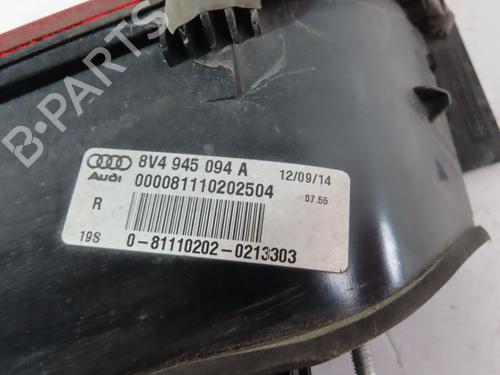 B-PARTS
8V4 945 094 A
12/09/14
Audi
000081110202504
07.55
R
19S
0-81110202-0213303